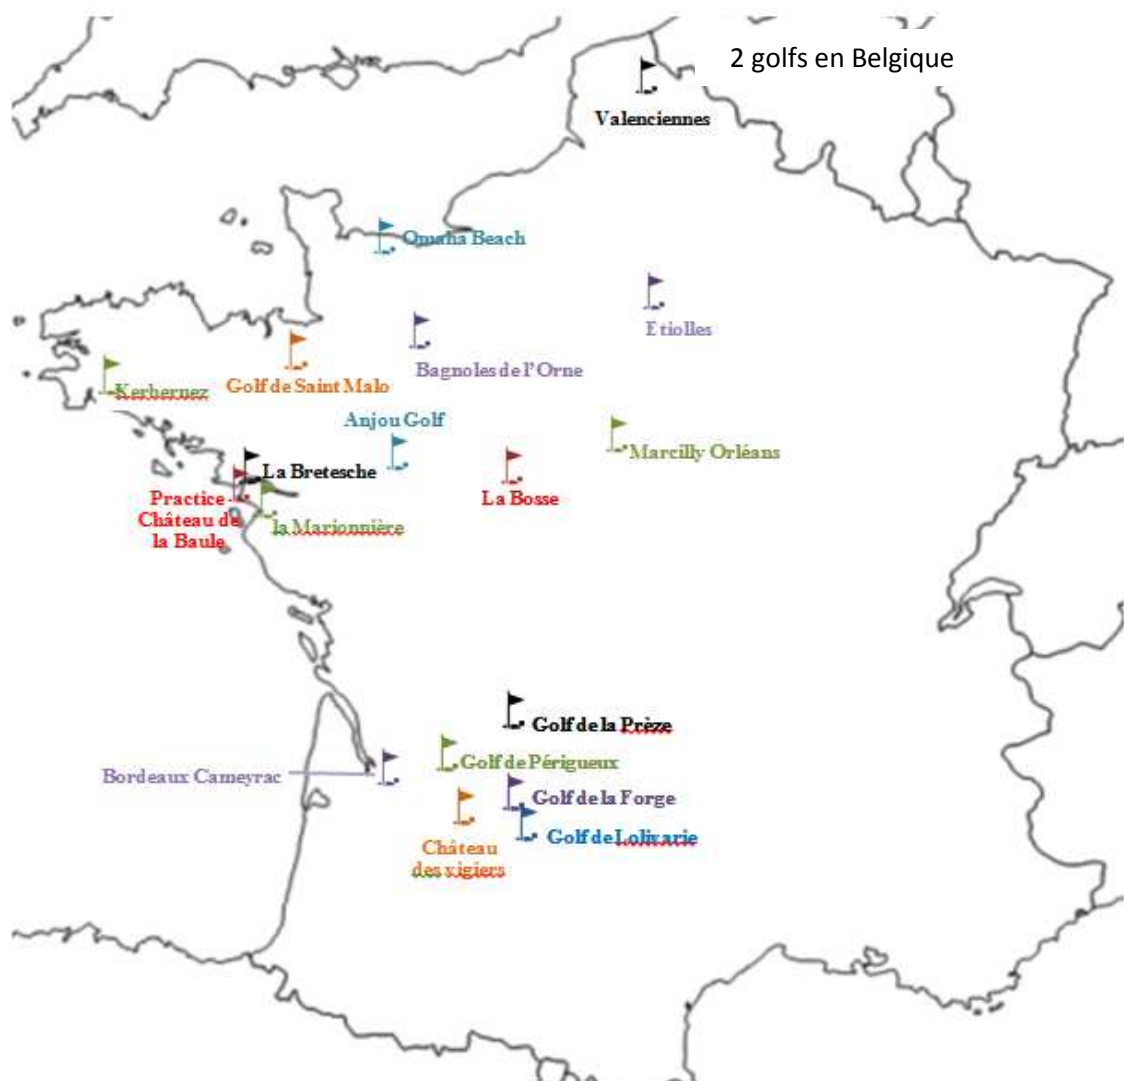 2 golfs en Belgique
Valenciennes
Omaha Beach
Etiolles
Bagnoles de l'Orne
Golf de Saint Malo
Kerbernez
Anjou Golf
Marcilly Orléans
La Bretesche
La Bosse
Practice
Château de
la Baule
la Marionnière
Golf de la Prèze
Golf de Périgueux
Bordeaux Cameyrac
Golf de la Forge
Golf de Lolivarie
Château
des vigiers